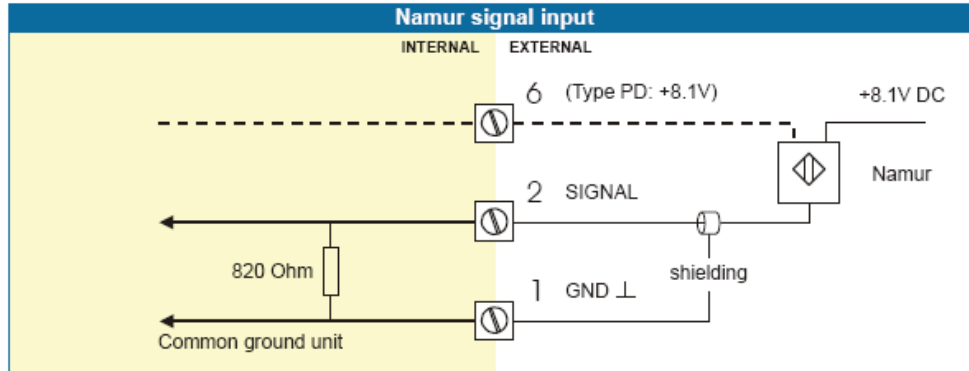 Namur signal input
INTERNAL EXTERNAL
6 (Type PD: +8.1V)
+8.1V DC
Namur
2 SIGNAL
820 Ohm
shielding
1 GND ⊥
Common ground unit